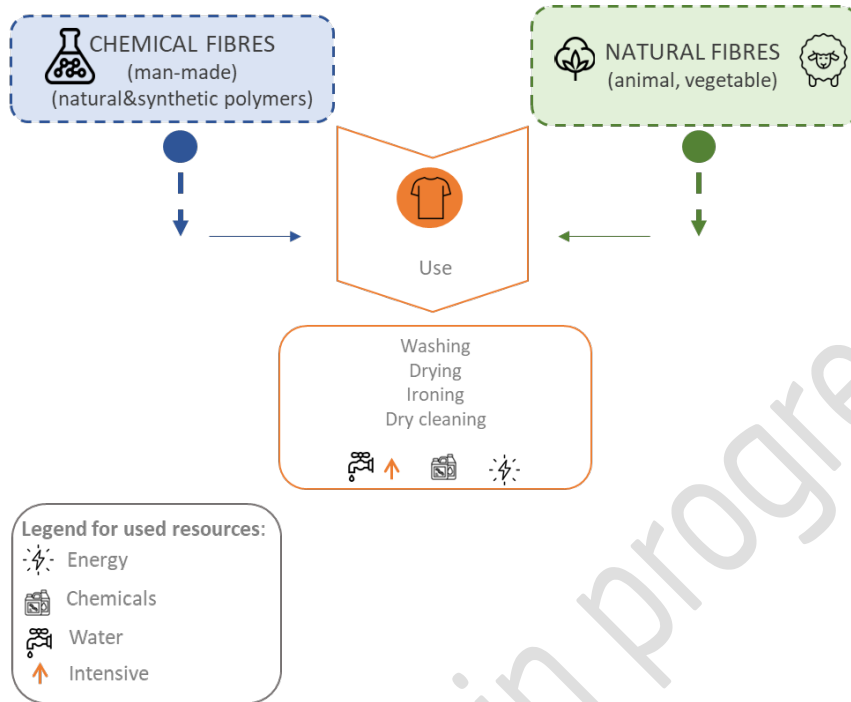 CHEMICAL FIBRES
(man-made)
(natural&synthetic polymers)
NATURAL FIBRES
(animal, vegetable)
Use
Washing
Drying
Ironing
Dry cleaning
Legend for used resources:
Energy
Chemicals
Water
Intensive
in progre